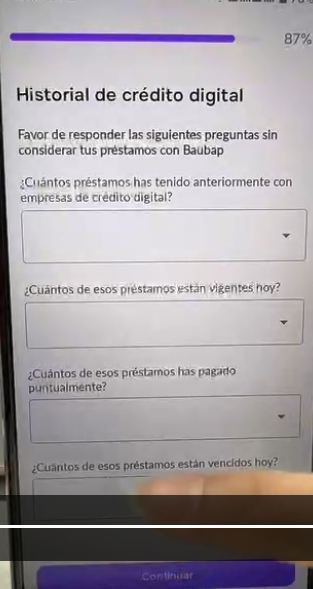 87%
Historial de crédito digital
Favor de responder las siguientes preguntas sin
considerar tus préstamos con Baubap
¿Cuántos préstamos has tenido anteriormente con
empresas de crédito digital?
¿Cuántos de esos préstamos están vigentes hoy?
¿Cuántos de esos préstamos has pagado
puntualmente?
¿Cuántos de esos préstamos están vencidos hoy?
Continuar